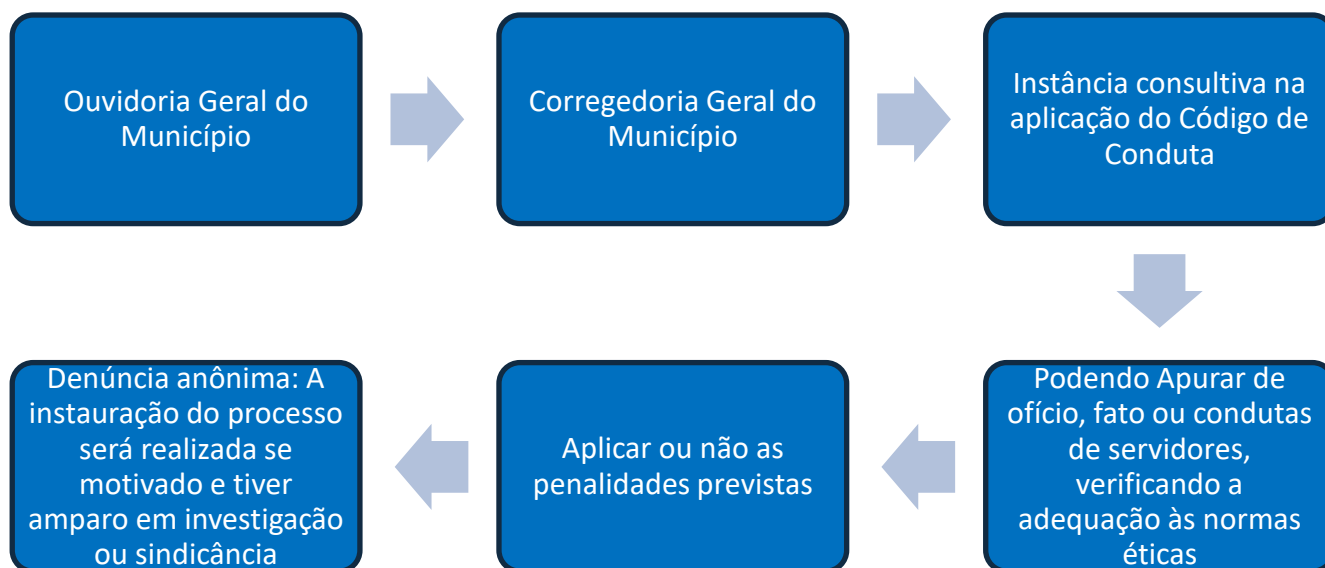 Ouvidoria Geral do
Município
Corregedoria Geral do
Município
Instância consultiva na
aplicação do Código de
Conduta
Podendo Apurar de
ofício, fato ou condutas
de servidores,
verificando a
adequação às normas
éticas
Aplicar ou não as
penalidades previstas
Denúncia anônima: A
instauração do processo
será realizada se
motivado e tiver
amparo em investigação
ou sindicância